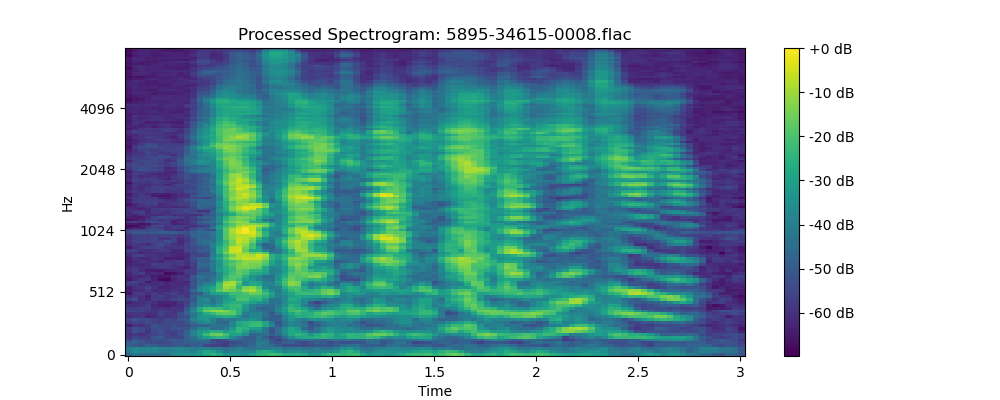 Processed Spectrogram: 5895-34615-0008.flac
Hz
4096
2048
1024
512
0
0
0.5
1
1.5
2
2.5
3
Time
+0 dB
-10 dB
-20 dB
-30 dB
-40 dB
-50 dB
-60 dB